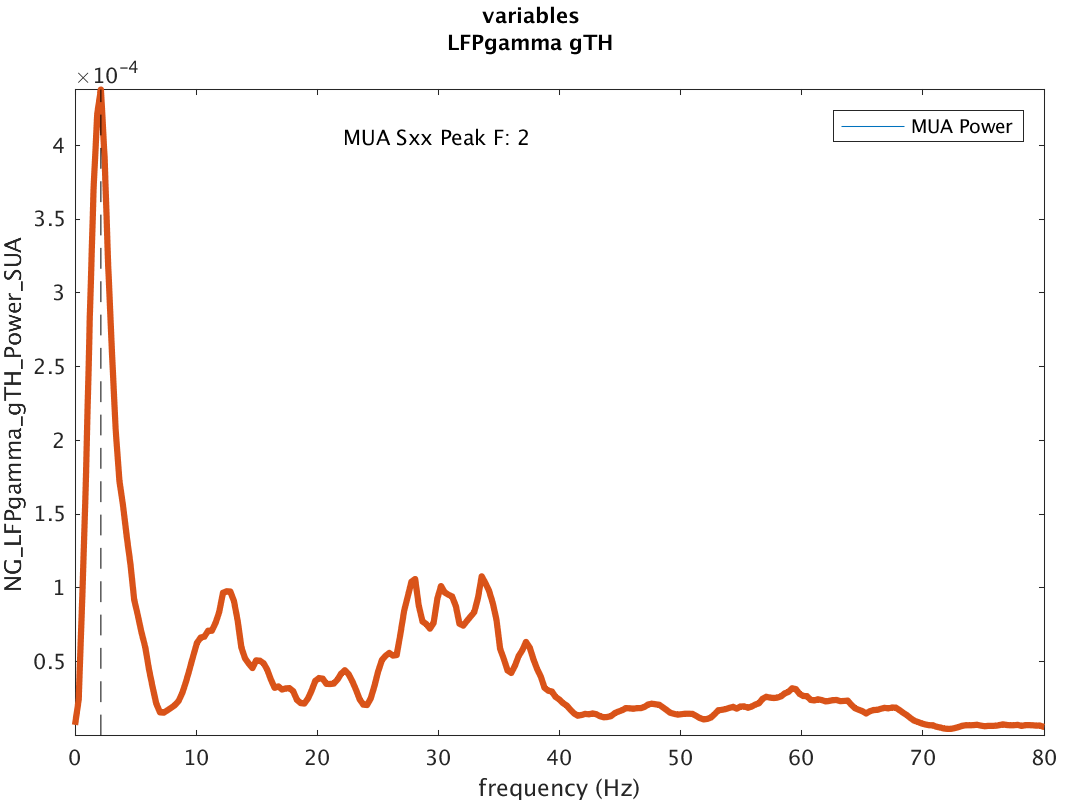 variables
LFPgamma gTH
×10⁻⁴
MUA Sxx Peak F: 2
MUA Power
4
3.5
3
2.5
2
1.5
1
0.5
NG_LFPgamma_gTH_Power_SUA
0 10 20 30 40 50 60 70 80
frequency (Hz)